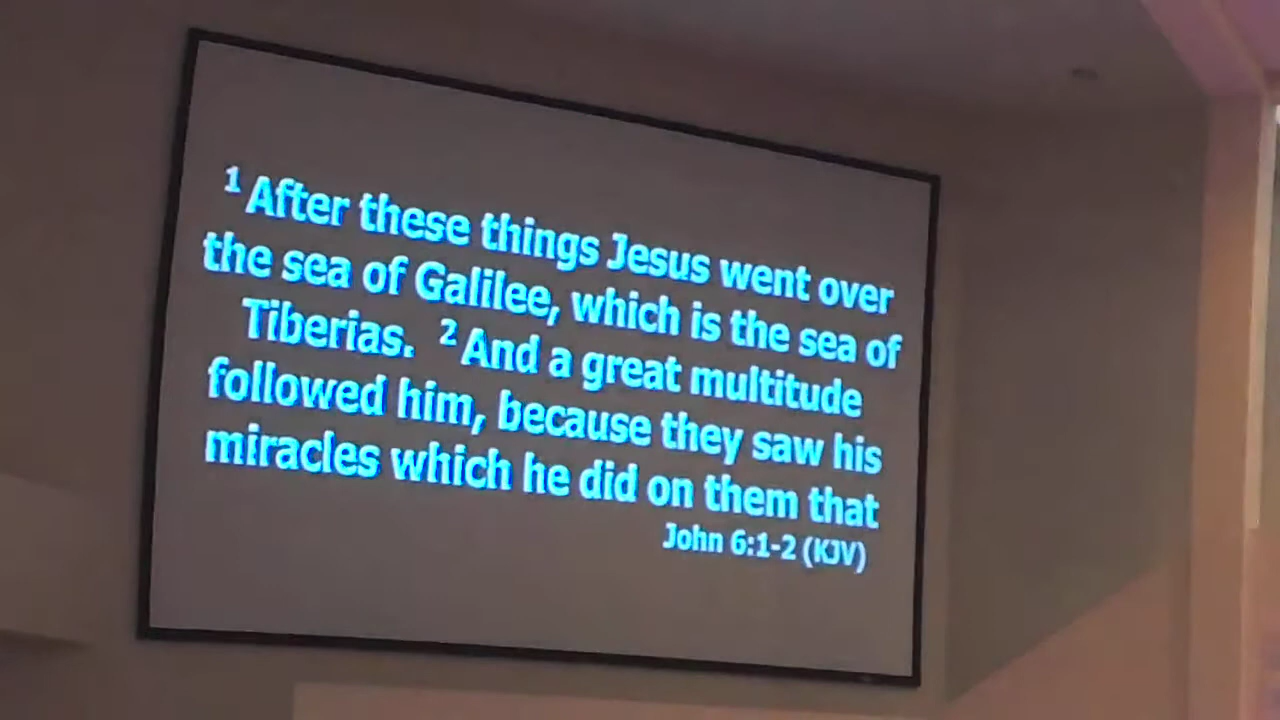 1 After these things Jesus went over
the sea of Galilee, which is the sea of
Tiberias. 2 And a great multitude
followed him, because they saw his
miracles which he did on them that
John 6:1-2 (KJV)